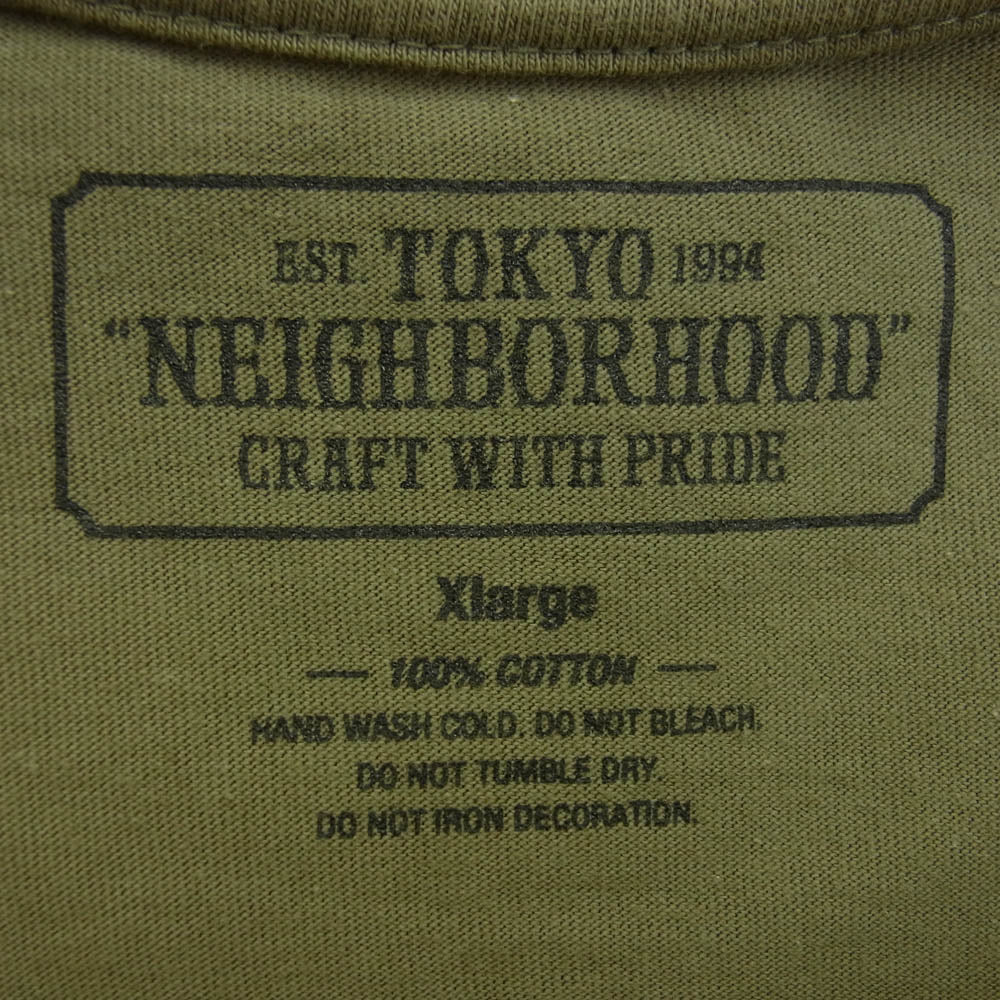 EST. TOKYO 1994
"NEIGHBORHOOD"
CRAFT WITH PRIDE
Xlarge
— 100% COTTON —
HAND WASH COLD. DO NOT BLEACH.
DO NOT TUMBLE DRY.
DO NOT IRON DECORATION.